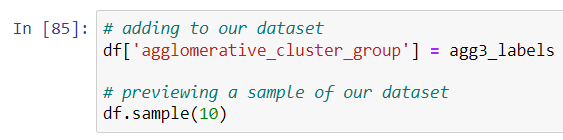 In [85]: # adding to our dataset
df['agglomerative_cluster_group'] = agg3_labels
# previewing a sample of our dataset
df.sample(10)